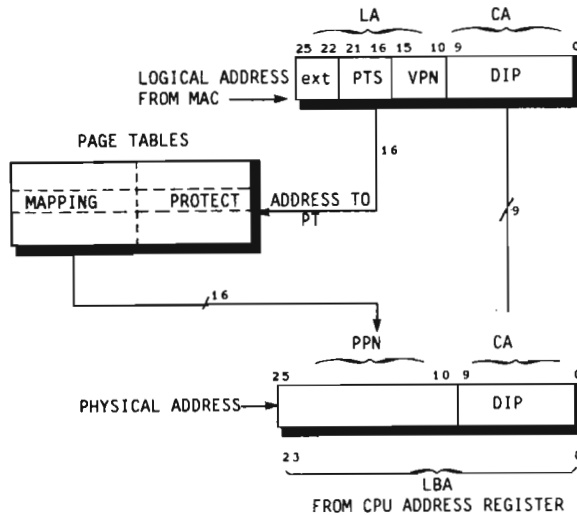 LA CA
25 22 21 16 15 10 9 0
LOGICAL ADDRESS
FROM MAC
ext PTS VPN DIP
PAGE TABLES
16
MAPPING PROTECT
ADDRESS TO
PT
9
16
PPN CA
25 10 9
PHYSICAL ADDRESS
DIP
23
LBA
FROM CPU ADDRESS REGISTER